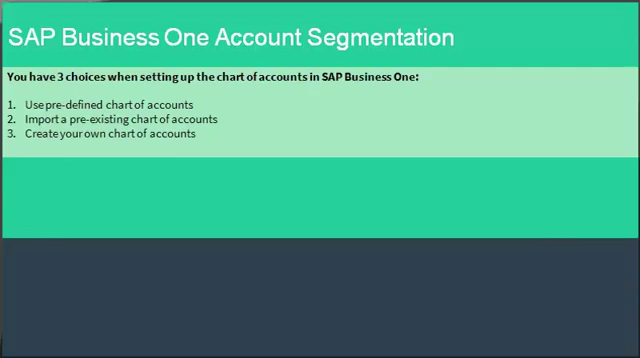 SAP Business One Account Segmentation
You have 3 choices when setting up the chart of accounts in SAP Business One:
1. Use pre-defined chart of accounts
2. Import a pre-existing chart of accounts
3. Create your own chart of accounts